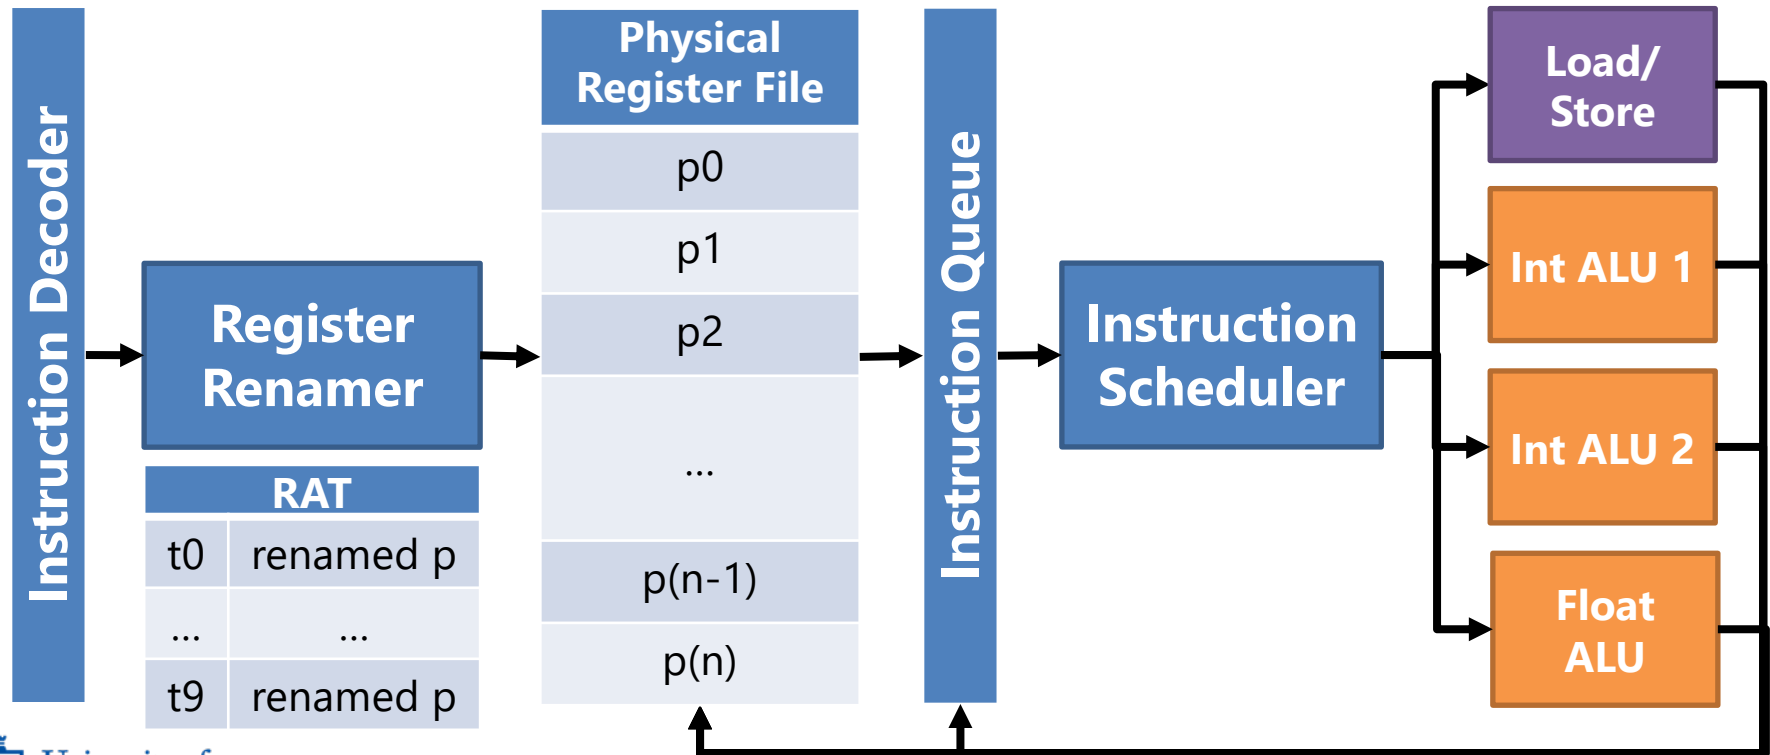 Instruction Decoder
Register
Renamer
RAT
t0 renamed p
... ...
t9 renamed p
Physical
Register File
p0
p1
p2
...
p(n-1)
p(n)
Instruction Queue
Instruction
Scheduler
Load/
Store
Int ALU 1
Int ALU 2
Float
ALU